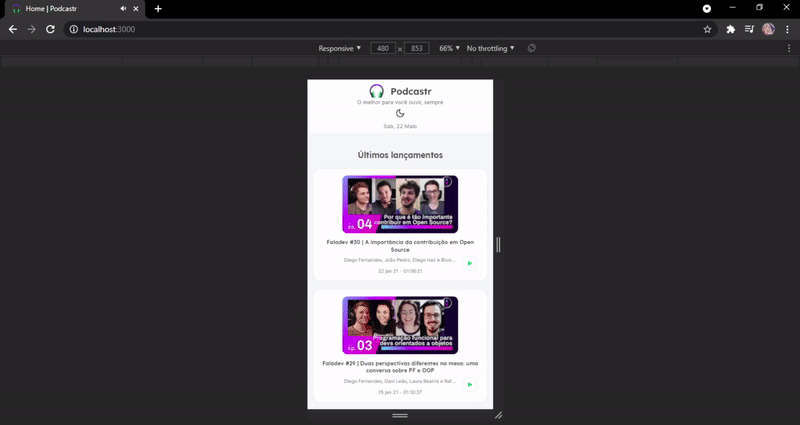 Home | Podcastr
localhost:3000
Responsive ▼ 480 × 853 66% ▼ No throttling ▼
Podcastr
O melhor para você ouvir, sempre
Sab, 22 Maio
Últimos lançamentos
Por que é tão importante
contribuir em Open Source?
ep. 04
Faladev #30 | A importância da contribuição em Open
Source
Diego Fernandes, João Pedro, Diego Haz e Brun...
22 jan 21 - 01:08:21
Programação funcional para
devs orientados a objetos
ep. 03
Faladev #29 | Duas perspectivas diferentes na mesa: uma
conversa sobre PF e OOP
Diego Fernandes, Dani Leão, Laura Beatris e Raf...
15 jan 21 - 01:10:37